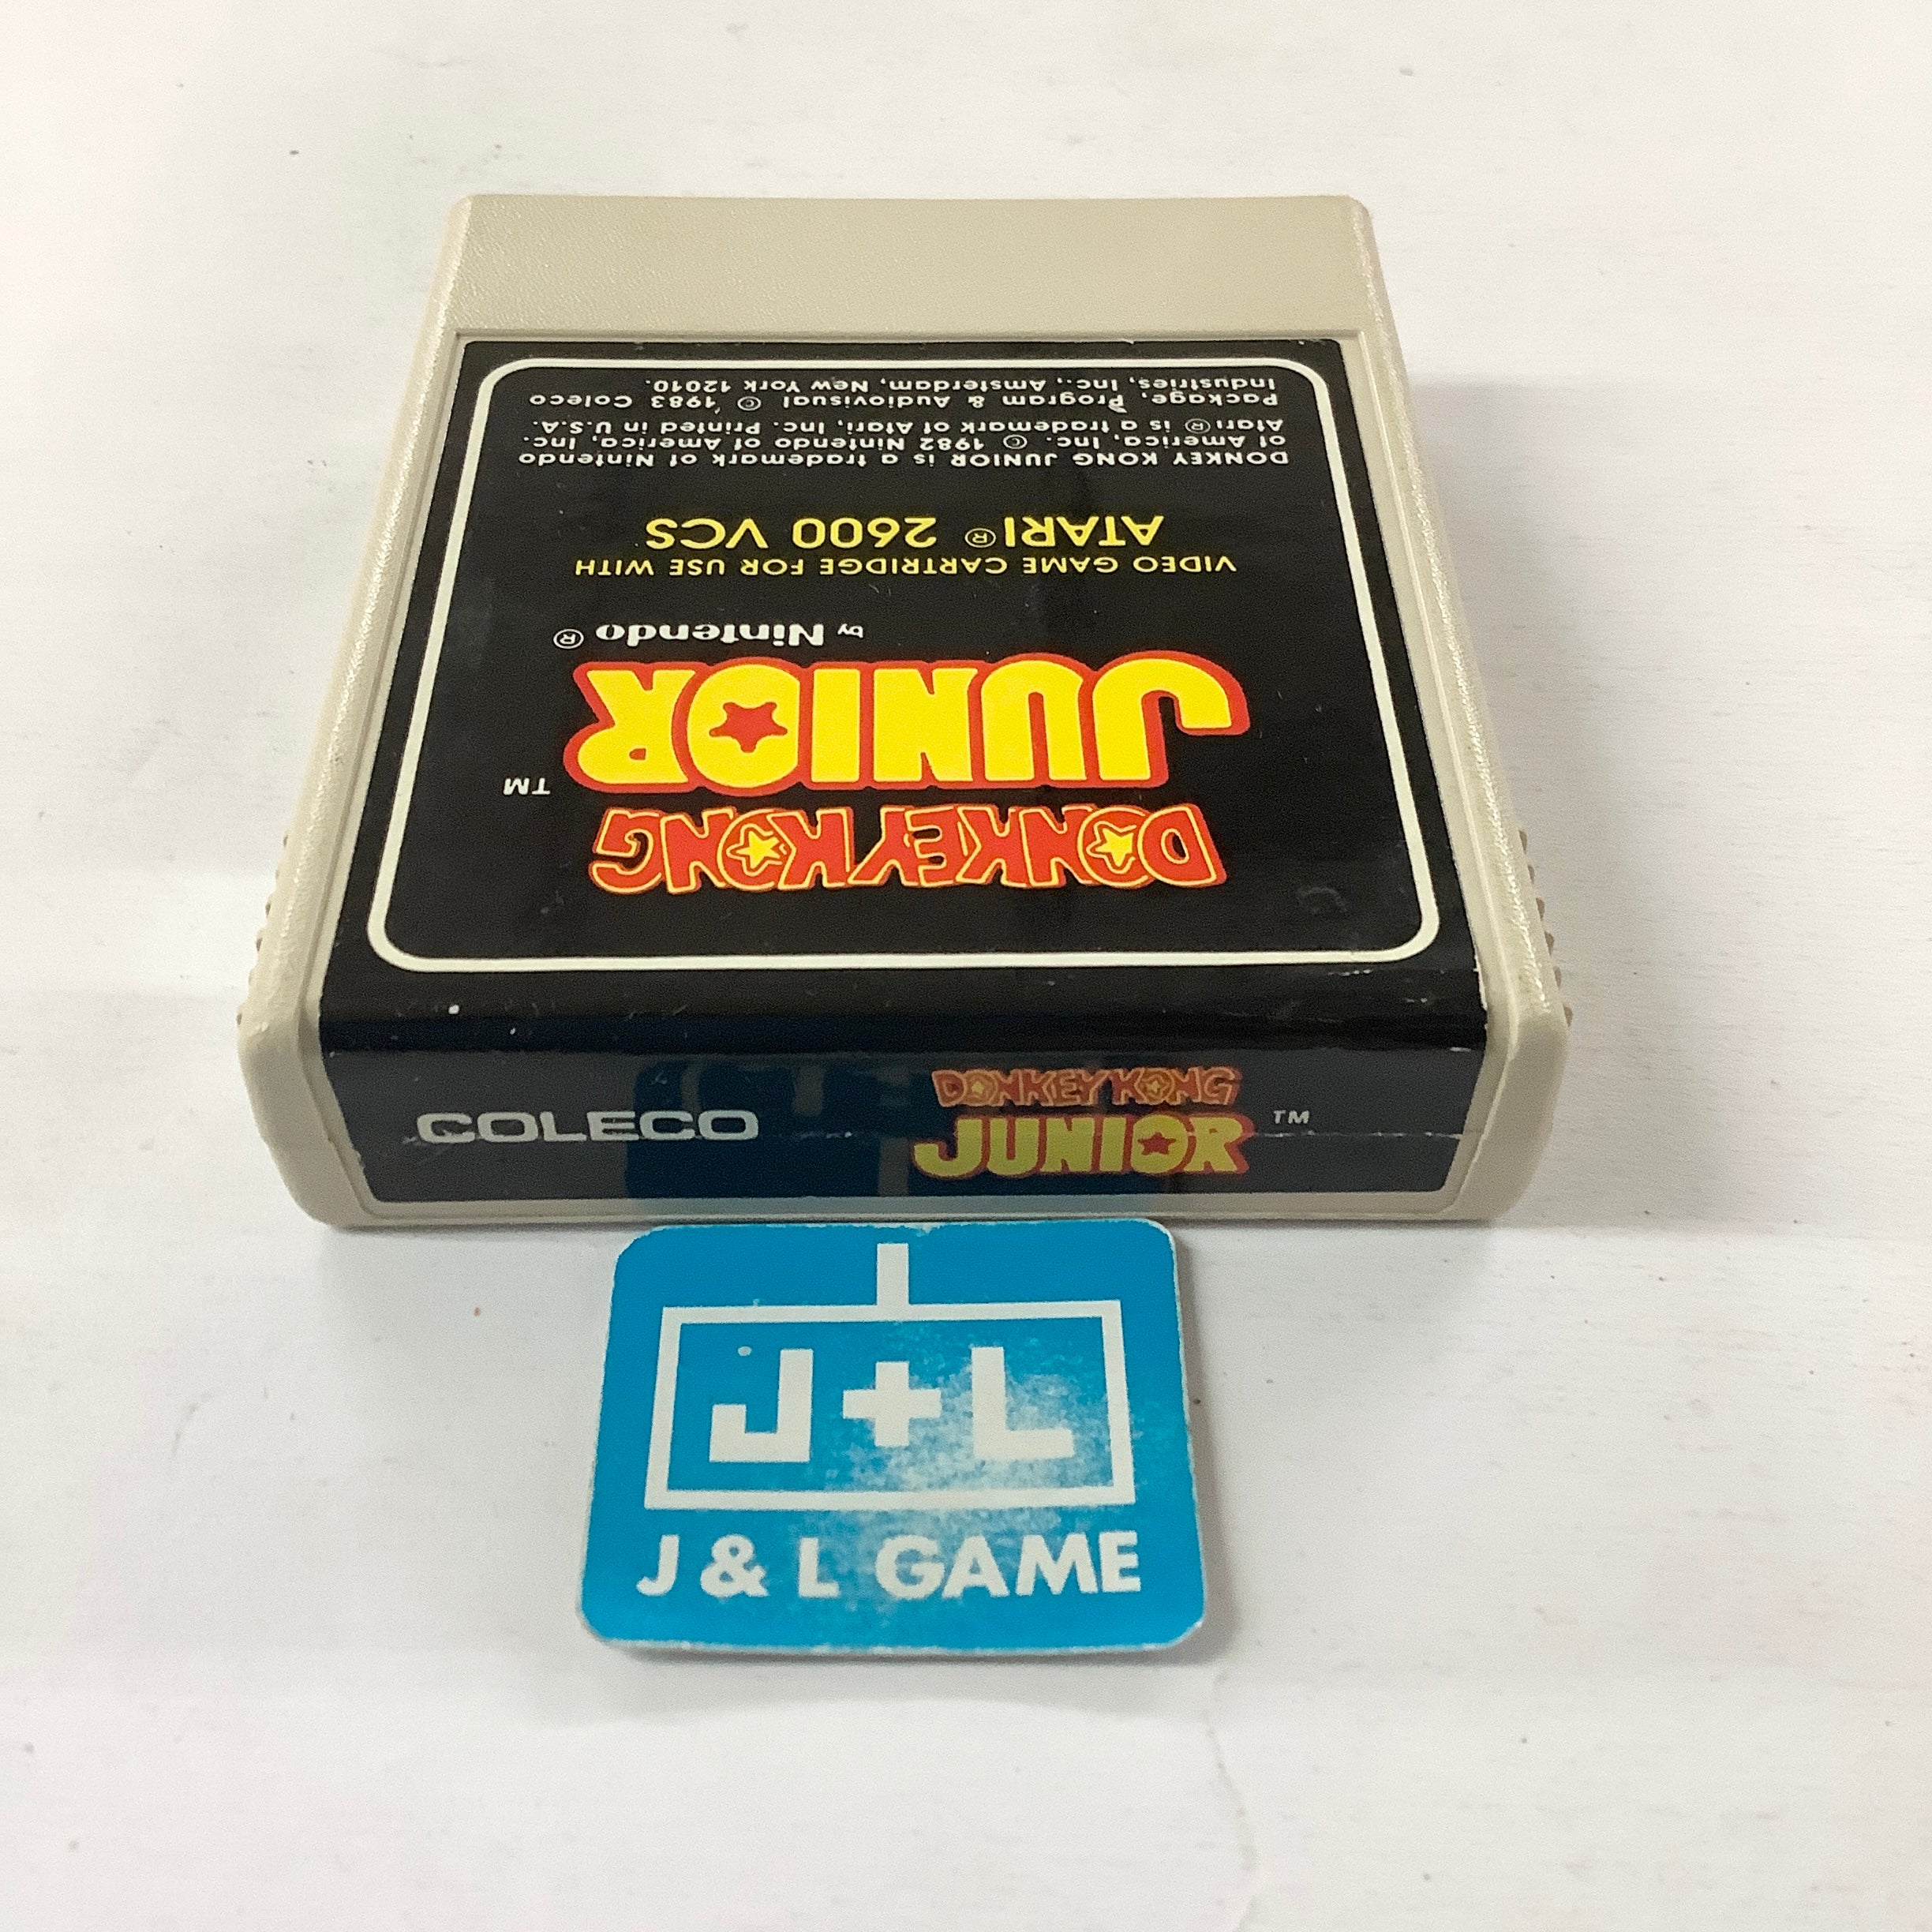 DONKEY KONG
JUNIOR TM
by Nintendo ®
VIDEO GAME CARTRIDGE FOR USE WITH
ATARI® 2600 VCS
DONKEY KONG JUNIOR is a trademark of Nintendo
of America, Inc. © 1982 Nintendo of America, Inc.
Atari® is a trademark of Atari, Inc. Printed in U.S.A.
Package, Program & Audiovisual © 1983 Coleco
Industries, Inc., Amsterdam, New York 12010.
COLECO
DONKEY KONG
JUNIOR TM
J+L
J & L GAME